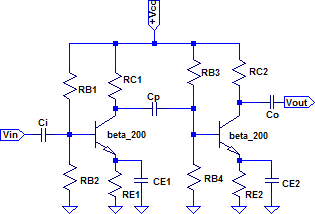 +Vcc
RB1
RC1
RB3
RC2
Cp
Vout
Ci
Co
Vin
beta_200
beta_200
RB2
CE1
RB4
CE2
RE1
RE2